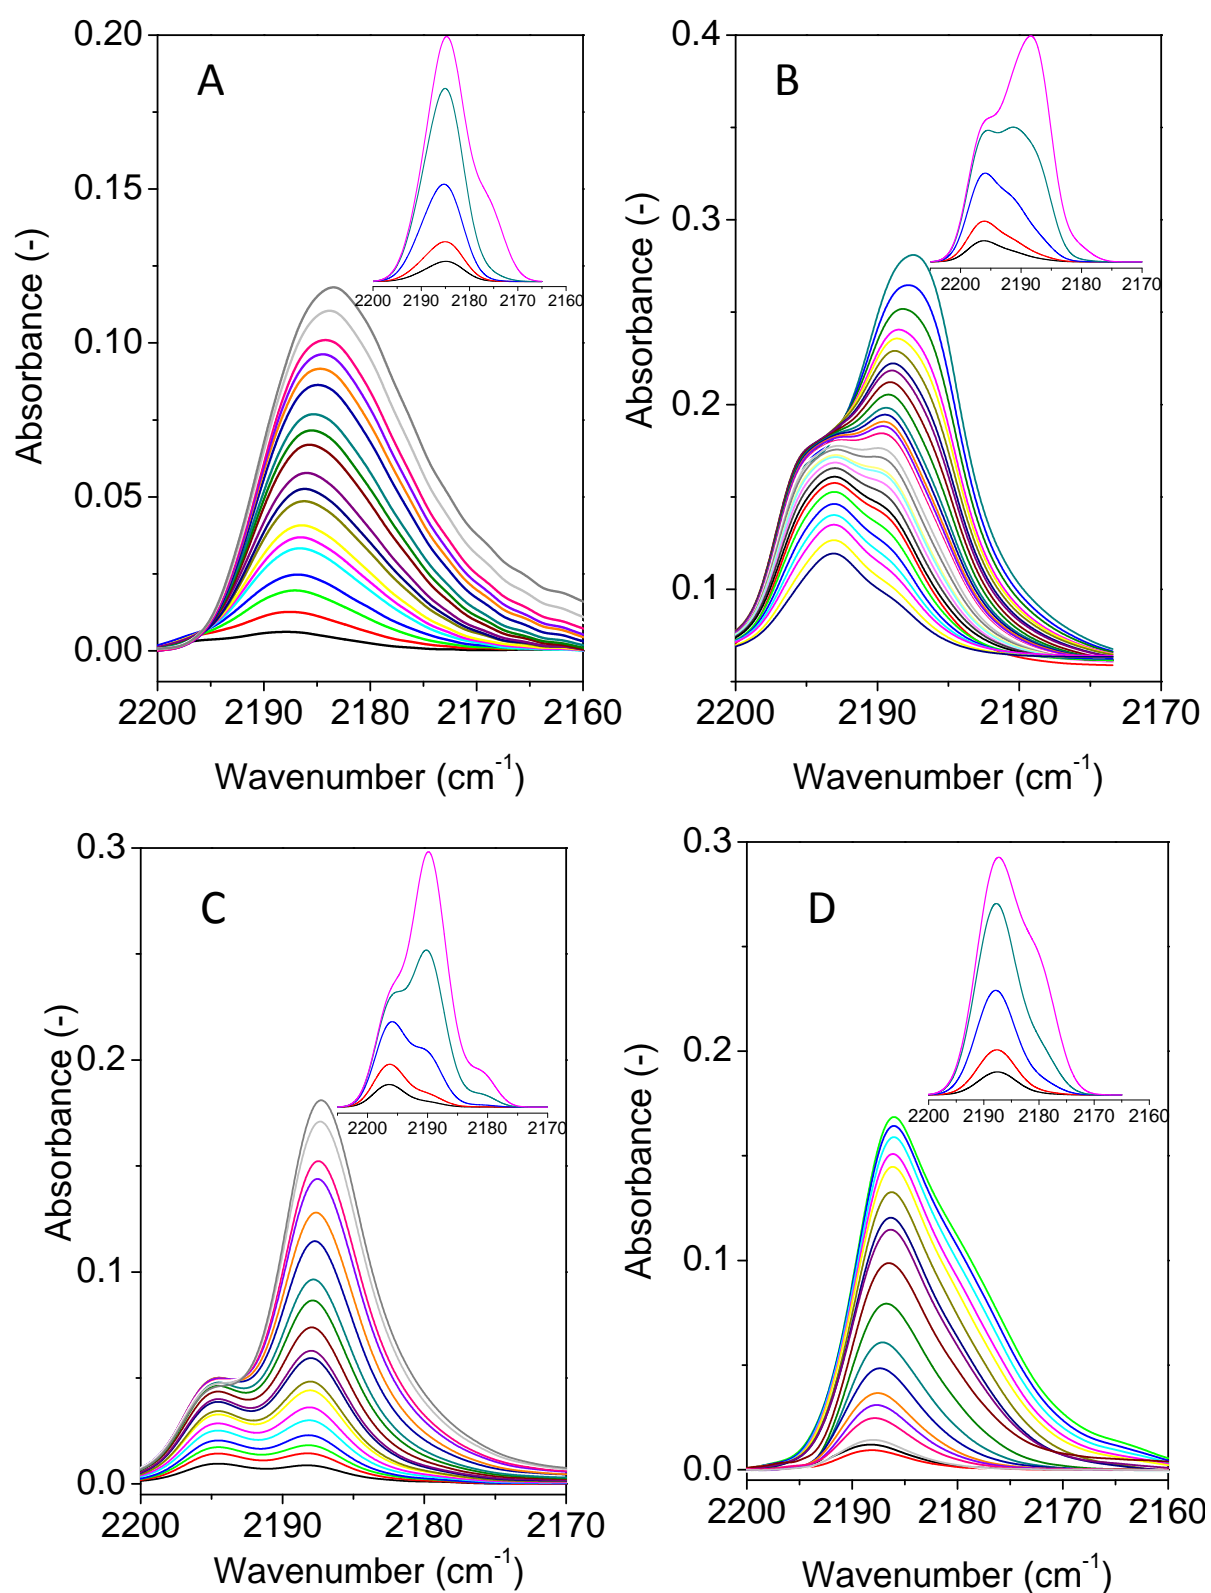 A
0.20
0.15
0.10
0.05
0.00
Absorbance (-)
2200 2190 2180 2170 2160
Wavenumber (cm-1)
2200 2190 2180 2170 2160
B
0.4
0.3
0.2
0.1
Absorbance (-)
2200 2190 2180 2170
Wavenumber (cm-1)
2200 2190 2180 2170
C
0.3
0.2
0.1
0.0
Absorbance (-)
2200 2190 2180 2170
Wavenumber (cm-1)
2200 2190 2180 2170
D
0.3
0.2
0.1
0.0
Absorbance (-)
2200 2190 2180 2170 2160
Wavenumber (cm-1)
2200 2190 2180 2170 2160